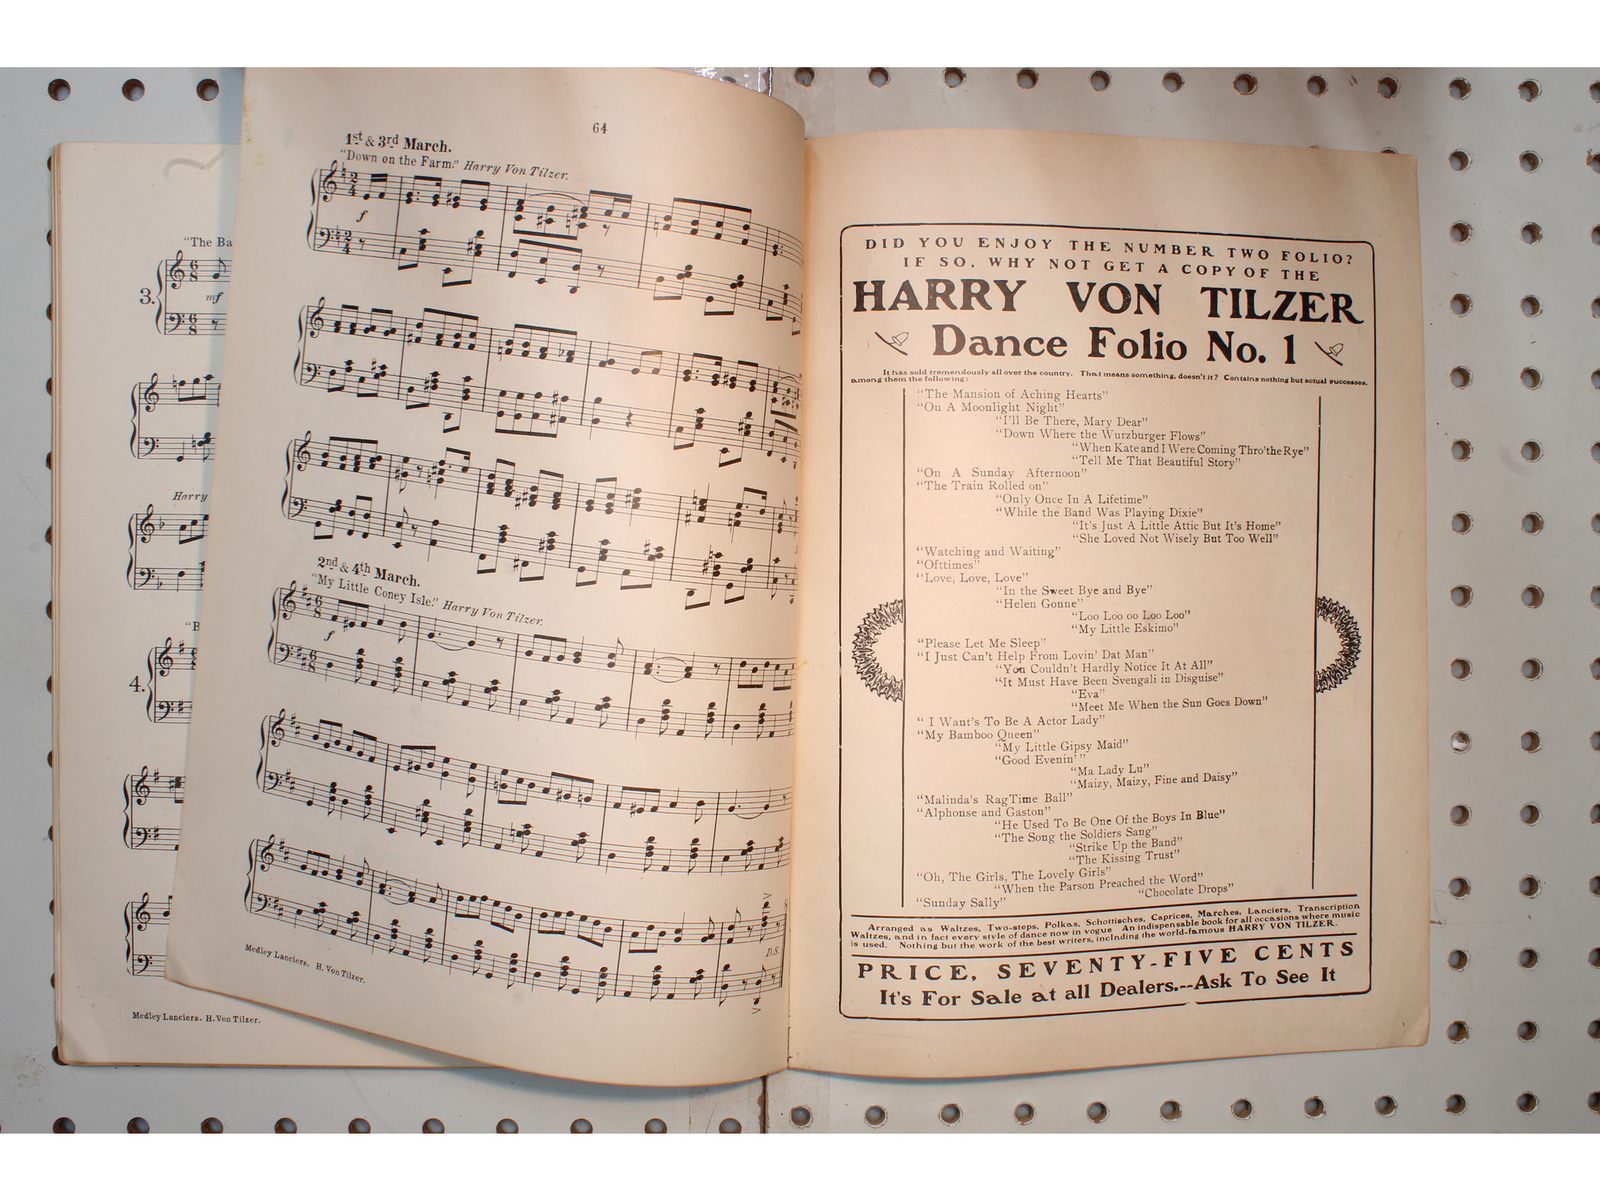 64
1st & 3rd March.
"Down on the Farm." Harry Von Tilzer.
f
2nd & 4th March.
"My Little Coney Isle." Harry Von Tilzer.
f
D.S.
Medley Lanciers. H. Von Tilzer.
"The Ba
3.
mf
Harry
"B
4.
Medley Lanciers. H. Von Tilzer.
DID YOU ENJOY THE NUMBER TWO FOLIO?
IF SO, WHY NOT GET A COPY OF THE
HARRY VON TILZER
Dance Folio No. 1
It has sold tremendously all over the country. That means something, doesn't it? Contains nothing but actual successes,
among them the following:
"The Mansion of Aching Hearts"
"On A Moonlight Night"
"I'll Be There, Mary Dear"
"Down Where the Wurzburger Flows"
"When Kate and I Were Coming Thro' the Rye"
"Tell Me That Beautiful Story"
"On A Sunday Afternoon"
"The Train Rolled on"
"Only Once In A Lifetime"
"While the Band Was Playing Dixie"
"It's Just A Little Attic But It's Home"
"She Loved Not Wisely But Too Well"
"Watching and Waiting"
"Ofttimes"
"Love, Love, Love"
"In the Sweet Bye and Bye"
"Helen Gonne"
"Loo Loo oo Loo Loo"
"My Little Eskimo"
"Please Let Me Sleep"
"I Just Can't Help From Lovin' Dat Man"
"You Couldn't Hardly Notice It At All"
"It Must Have Been Svengali in Disguise"
"Eva"
"Meet Me When the Sun Goes Down"
" I Want's To Be A Actor Lady"
"My Bamboo Queen"
"My Little Gipsy Maid"
"Good Evenin' "
"Ma Lady Lu"
"Maizy, Maizy, Fine and Daisy"
"Malinda's RagTime Ball"
"Alphonse and Gaston"
"He Used To Be One Of the Boys In Blue"
"The Song the Soldiers Sang"
"Strike Up the Band"
"The Kissing Trust"
"Oh, The Girls, The Lovely Girls"
"When the Parson Preached the Word"
"Chocolate Drops"
"Sunday Sally"
Arranged as Waltzes, Two-steps, Polkas, Schottisches, Caprices, Marches, Lanciers, Transcription
Waltzes, and in fact every style of dance now in vogue An indispensable book for all occasions where music
is used. Nothing but the work of the best writers, including the world-famous HARRY VON TILZER.
PRICE, SEVENTY-FIVE CENTS
It's For Sale at all Dealers.--Ask To See It